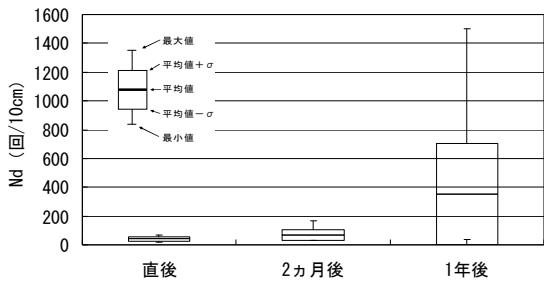 1600
1400
1200
1000
800
600
400
200
0
Nd (回/10cm)
最大値
平均値＋σ
平均値
平均値－σ
最小値
直後
2ヵ月後
1年後